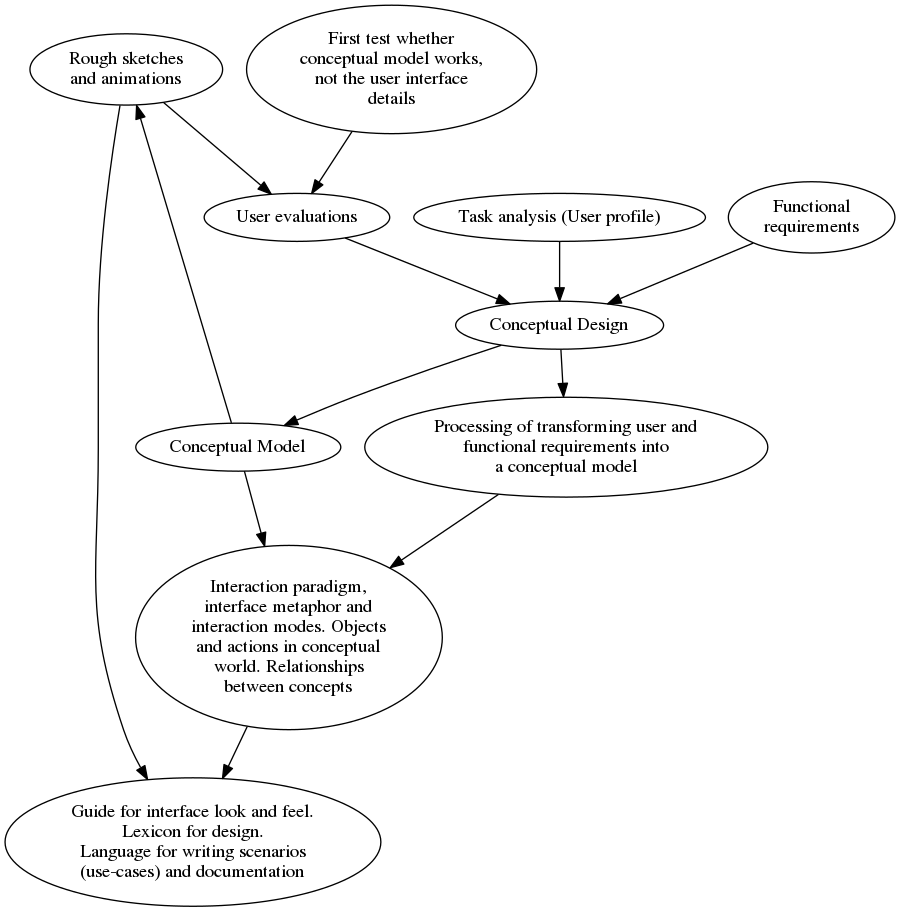 Rough sketches
and animations
First test whether
conceptual model works,
not the user interface
details
User evaluations
Task analysis (User profile)
Functional
requirements
Conceptual Design
Conceptual Model
Processing of transforming user and
functional requirements into
a conceptual model
Interaction paradigm,
interface metaphor and
interaction modes. Objects
and actions in conceptual
world. Relationships
between concepts
Guide for interface look and feel.
Lexicon for design.
Language for writing scenarios
(use-cases) and documentation